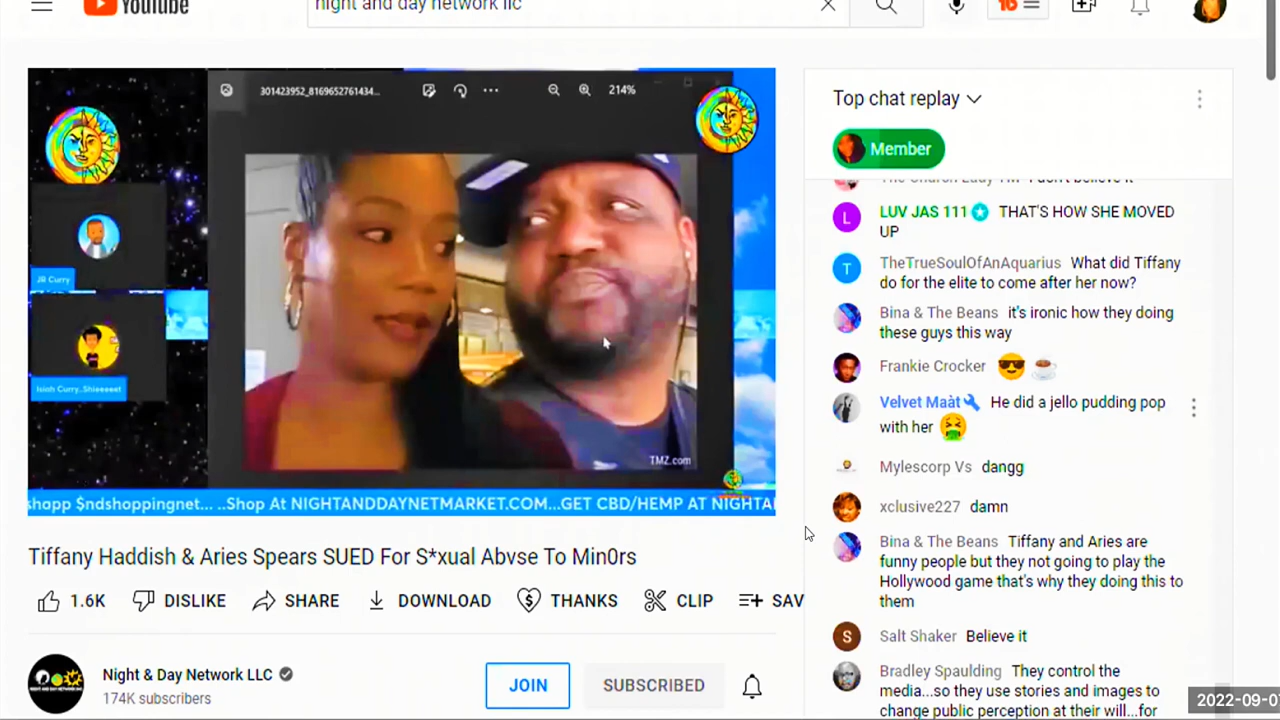 YouTube
night and day network llc
301423952_8169652761434...
214%
JB Curry
TMZ.com
shopp $ndshoppingnet... ..Shop At NIGHTANDDAYNETMARKET.COM...GET CBD/HEMP AT NIGHTA
Tiffany Haddish & Aries Spears SUED For S*xual Abvse To Min0rs
1.6K DISLIKE SHARE DOWNLOAD THANKS CLIP SAV
Night & Day Network LLC
174K subscribers
JOIN SUBSCRIBED
Top chat replay
Member
I don't believe it
LUV JAS 111 THAT'S HOW SHE MOVED
UP
TheTrueSoulOfAnAquarius What did Tiffany
do for the elite to come after her now?
Bina & The Beans it's ironic how they doing
these guys this way
Frankie Crocker 😎 ☕
Velvet Maàt He did a jello pudding pop
with her 🤮
Mylescorp Vs dangg
xclusive227 damn
Bina & The Beans Tiffany and Aries are
funny people but they not going to play the
Hollywood game that's why they doing this to
them
Salt Shaker Believe it
Bradley Spaulding They control the
media...so they use stories and images to
change public perception at their will...for
2022-09-0